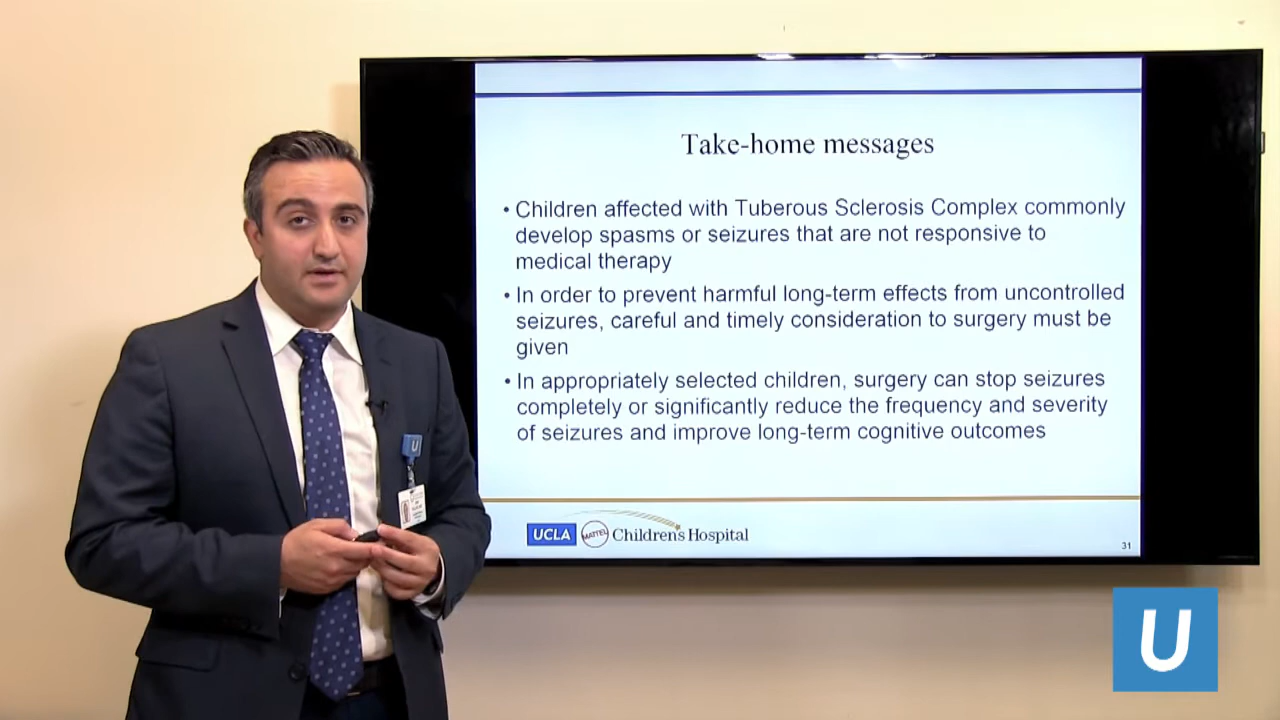 Take-home messages
• Children affected with Tuberous Sclerosis Complex commonly
develop spasms or seizures that are not responsive to
medical therapy
• In order to prevent harmful long-term effects from uncontrolled
seizures, careful and timely consideration to surgery must be
given
• In appropriately selected children, surgery can stop seizures
completely or significantly reduce the frequency and severity
of seizures and improve long-term cognitive outcomes
UCLA MATTEL Children's Hospital
31
U
U